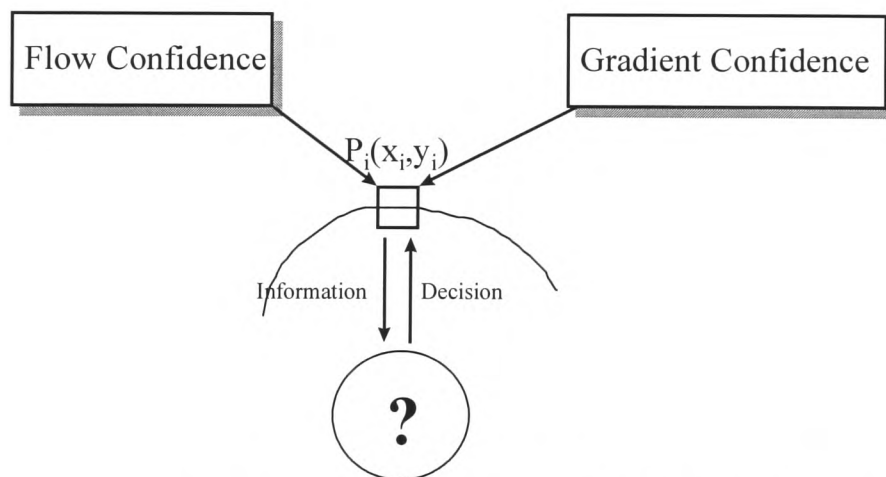 Flow Confidence
Gradient Confidence
P_i(x_i,y_i)
Information
Decision
?